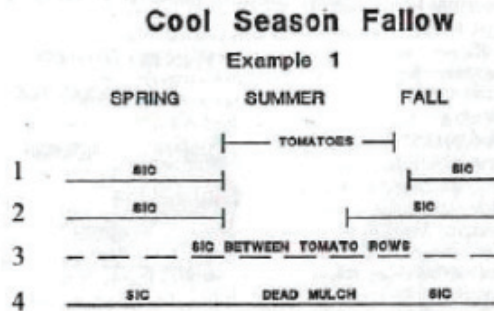 Cool Season Fallow
Example 1
SPRING SUMMER FALL
TOMATOES
1 SIC SIC
2 SIC SIC
3 SIC BETWEEN TOMATO ROWS
4 SIC DEAD MULCH SIC